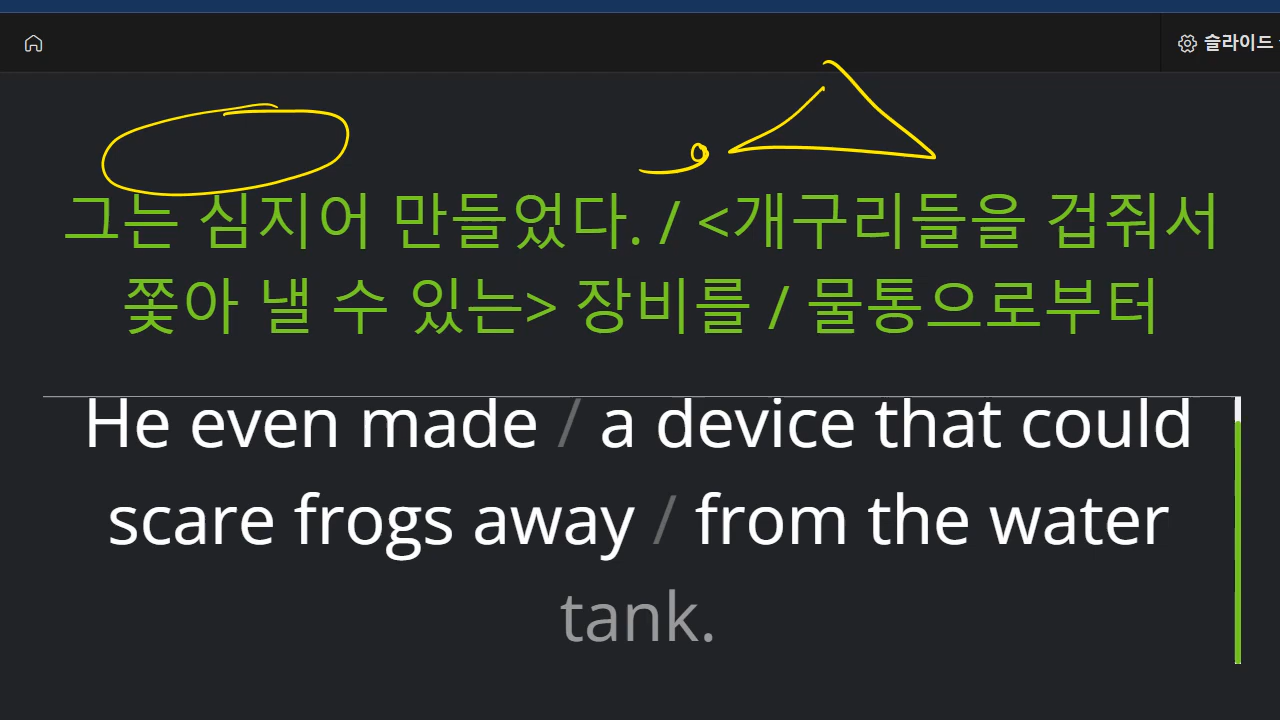 슬라이드
그는 심지어 만들었다. / <개구리들을 겁줘서
쫓아 낼 수 있는> 장비를 / 물통으로부터
He even made / a device that could
scare frogs away / from the water
tank.